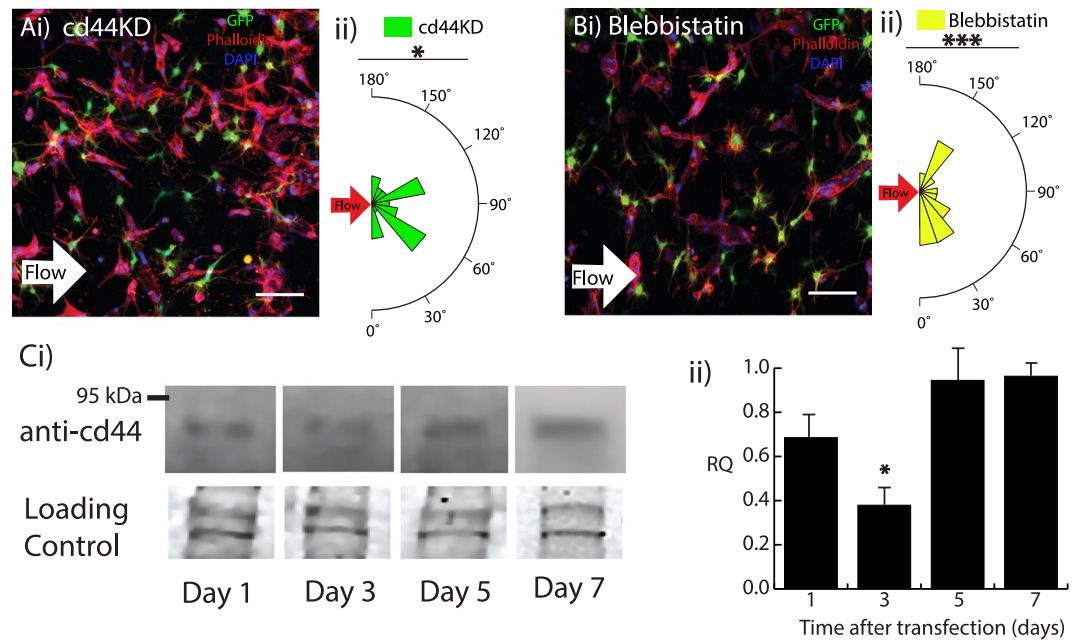 Ai) cd44KD
GFP
Phalloidin
DAPI
Flow
ii)
cd44KD
*
180°
150°
120°
90°
60°
30°
0°
Flow
Bi) Blebbistatin
GFP
Phalloidin
DAPI
Flow
ii)
Blebbistatin
***
180°
150°
120°
90°
60°
30°
0°
Flow
Ci)
95 kDa
anti-cd44
Loading
Control
Day 1
Day 3
Day 5
Day 7
ii)
1.0
0.8
0.6
0.4
0.2
0.0
RQ
*
1 3 5 7
Time after transfection (days)